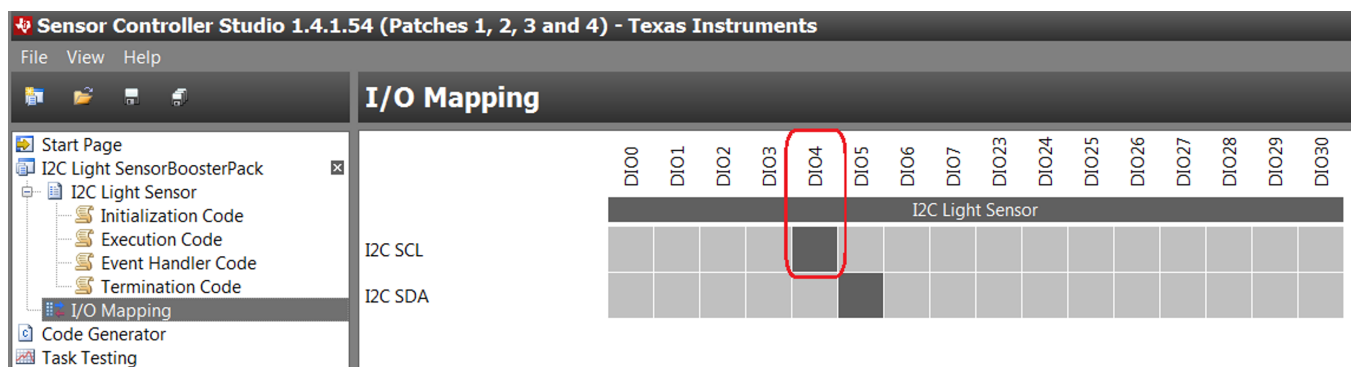 Sensor Controller Studio 1.4.1.54 (Patches 1, 2, 3 and 4) - Texas Instruments
File View Help
I/O Mapping
Start Page
I2C Light SensorBoosterPack
I2C Light Sensor
Initialization Code
Execution Code
Event Handler Code
Termination Code
I/O Mapping
Code Generator
Task Testing
DIO0 DIO1 DIO2 DIO3 DIO4 DIO5 DIO6 DIO7 DIO23 DIO24 DIO25 DIO26 DIO27 DIO28 DIO29 DIO30
I2C Light Sensor
I2C SCL
I2C SDA